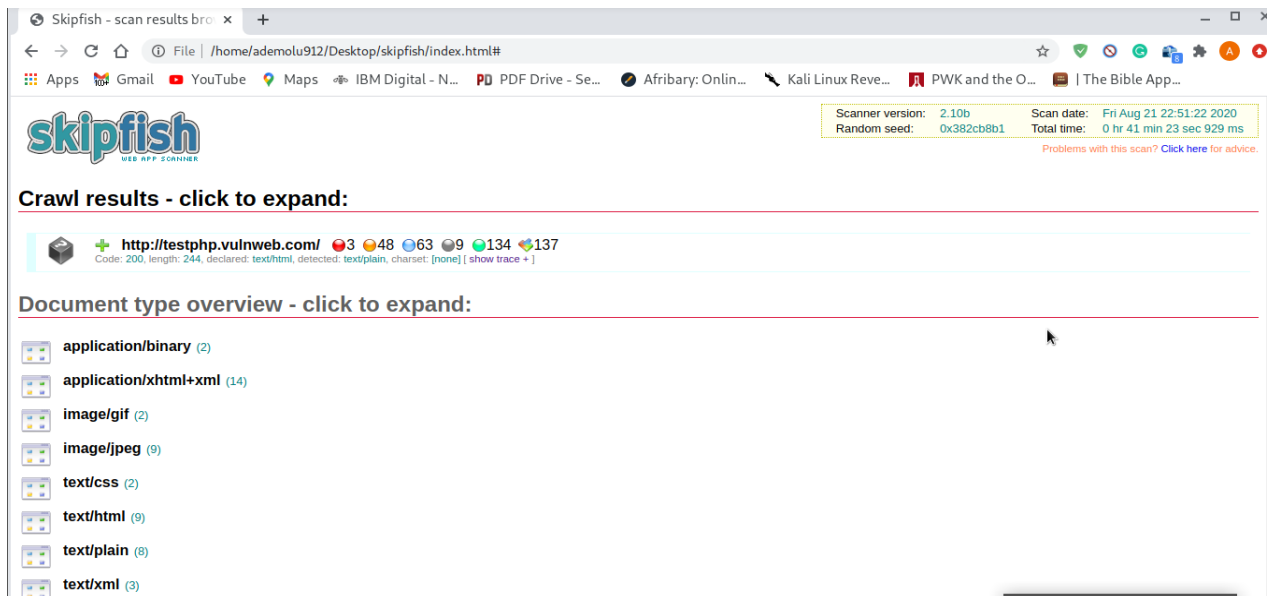 Skipfish - scan results bro
File | /home/ademolu912/Desktop/skipfish/index.html#
Apps Gmail YouTube Maps IBM Digital - N... PD PDF Drive - Se... Afribary: Onlin... Kali Linux Reve... PWK and the O... | The Bible App...
skipfish
WEB APP SCANNER
Scanner version: 2.10b Scan date: Fri Aug 21 22:51:22 2020
Random seed: 0x382cb8b1 Total time: 0 hr 41 min 23 sec 929 ms
Problems with this scan? Click here for advice.
Crawl results - click to expand:
http://testphp.vulnweb.com/ 3 48 63 9 134 137
Code: 200, length: 244, declared: text/html, detected: text/plain, charset: [none] [ show trace + ]
Document type overview - click to expand:
application/binary (2)
application/xhtml+xml (14)
image/gif (2)
image/jpeg (9)
text/css (2)
text/html (9)
text/plain (8)
text/xml (3)